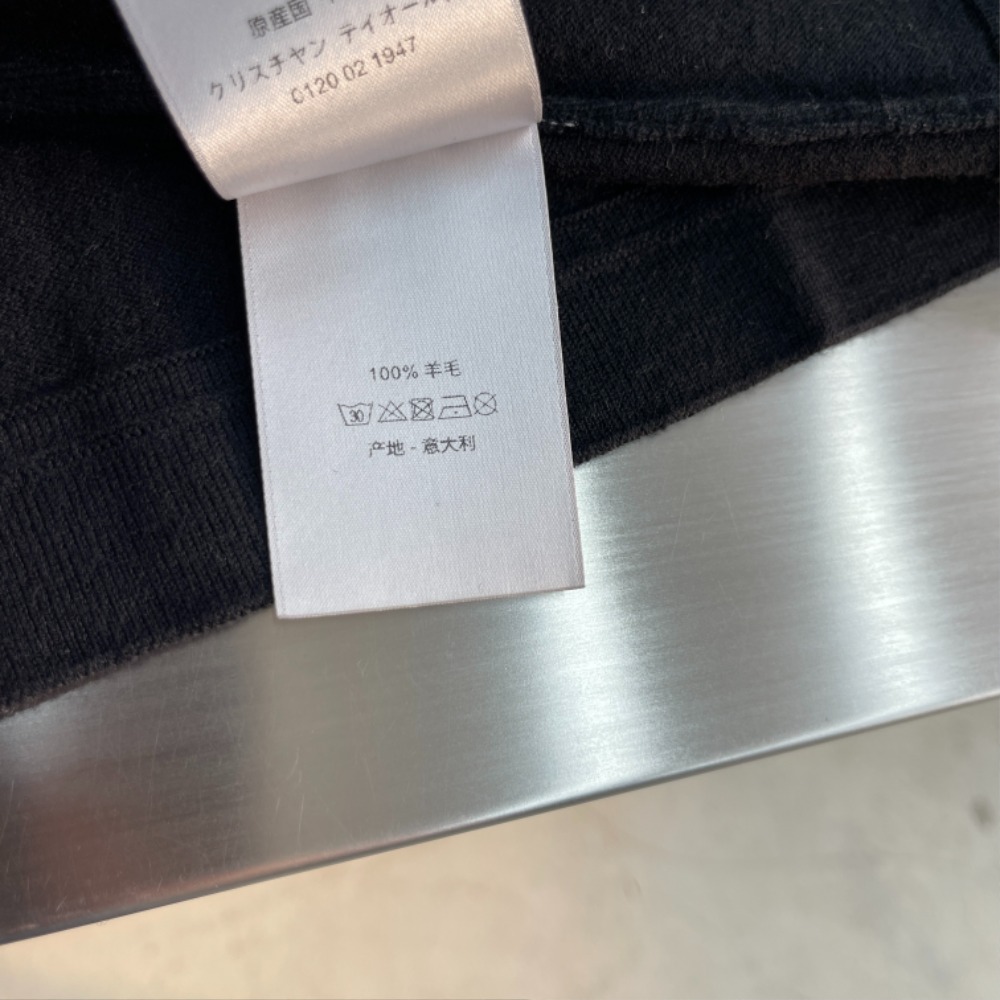 原産国
クリスチャン ディオール
0120 02 1947
100% 羊毛
30
产地 - 意大利